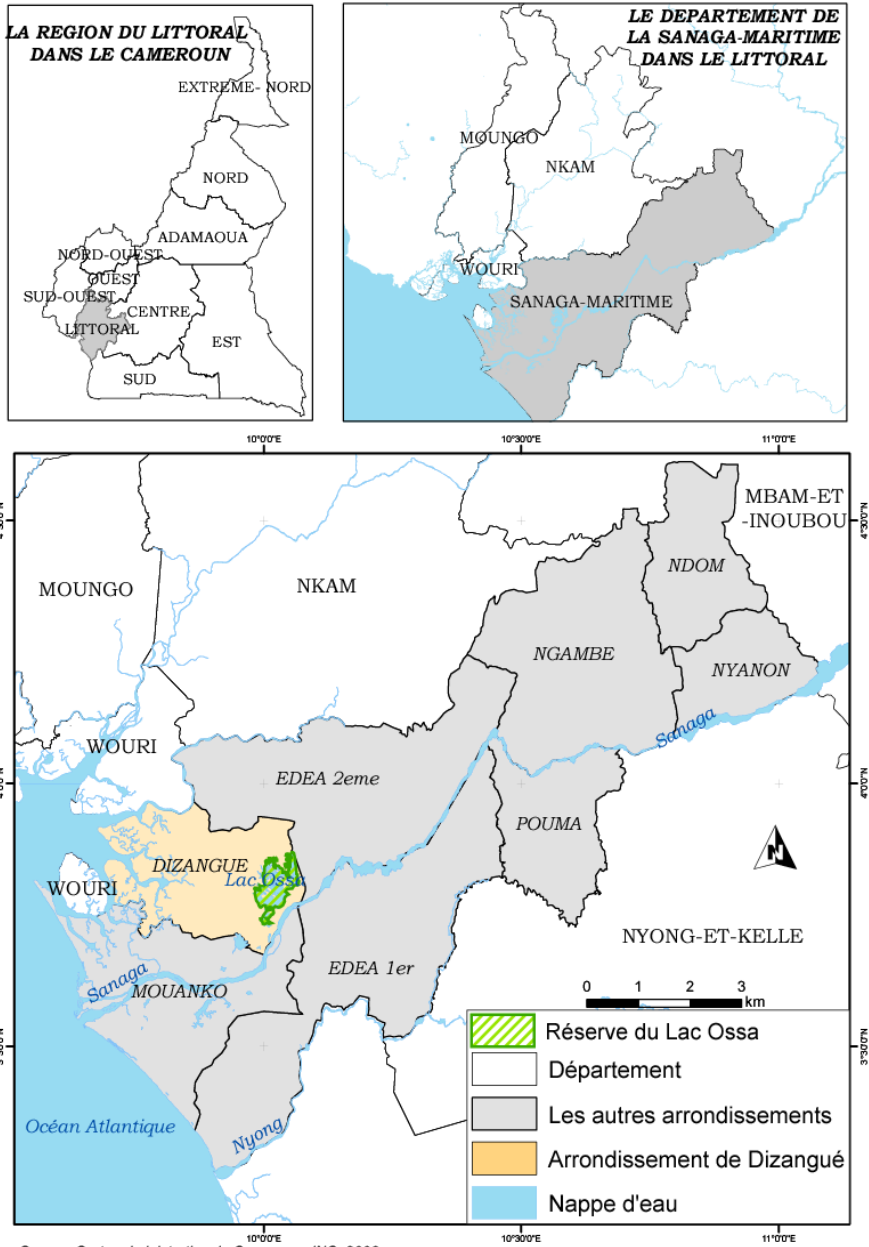 LA REGION DU LITTORAL
DANS LE CAMEROUN
EXTREME- NORD
NORD
ADAMAOUA
NORD-OUEST
OUEST
SUD-OUEST
CENTRE
LITTORAL
EST
SUD
LE DEPARTEMENT DE
LA SANAGA-MARITIME
DANS LE LITTORAL
MOUNGO
NKAM
WOURI
SANAGA-MARITIME
10°0'0"E
10°30'0"E
11°0'0"E
MBAM-ET
-INOUBOU
NDOM
MOUNGO
NKAM
NGAMBE
NYANON
Sanaga
WOURI
EDEA 2eme
POUMA
DIZANGUE
Lac Ossa
WOURI
N
NYONG-ET-KELLE
EDEA 1er
Sanaga
MOUANKO
0 1 2 3
km
Océan Atlantique
Nyong
Réserve du Lac Ossa
Département
Les autres arrondissements
Arrondissement de Dizangué
Nappe d'eau
10°0'0"E
10°30'0"E
11°0'0"E